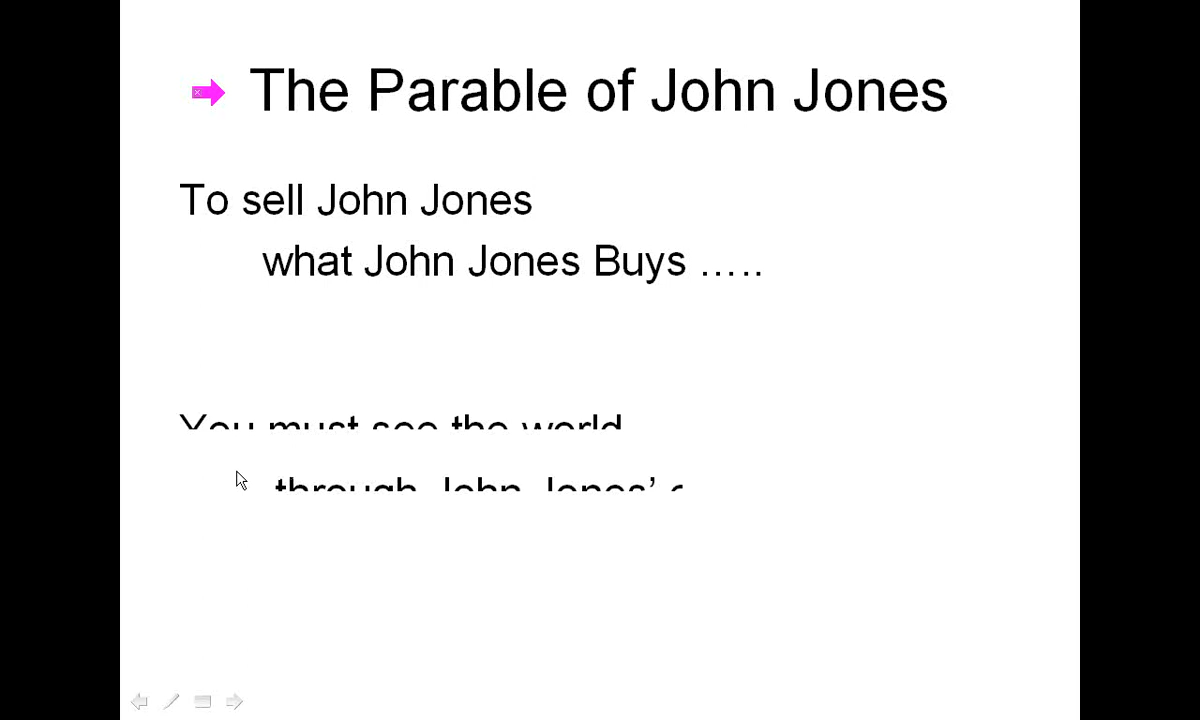 The Parable of John Jones
To sell John Jones
what John Jones Buys …..
You must see the world
through John Jones’